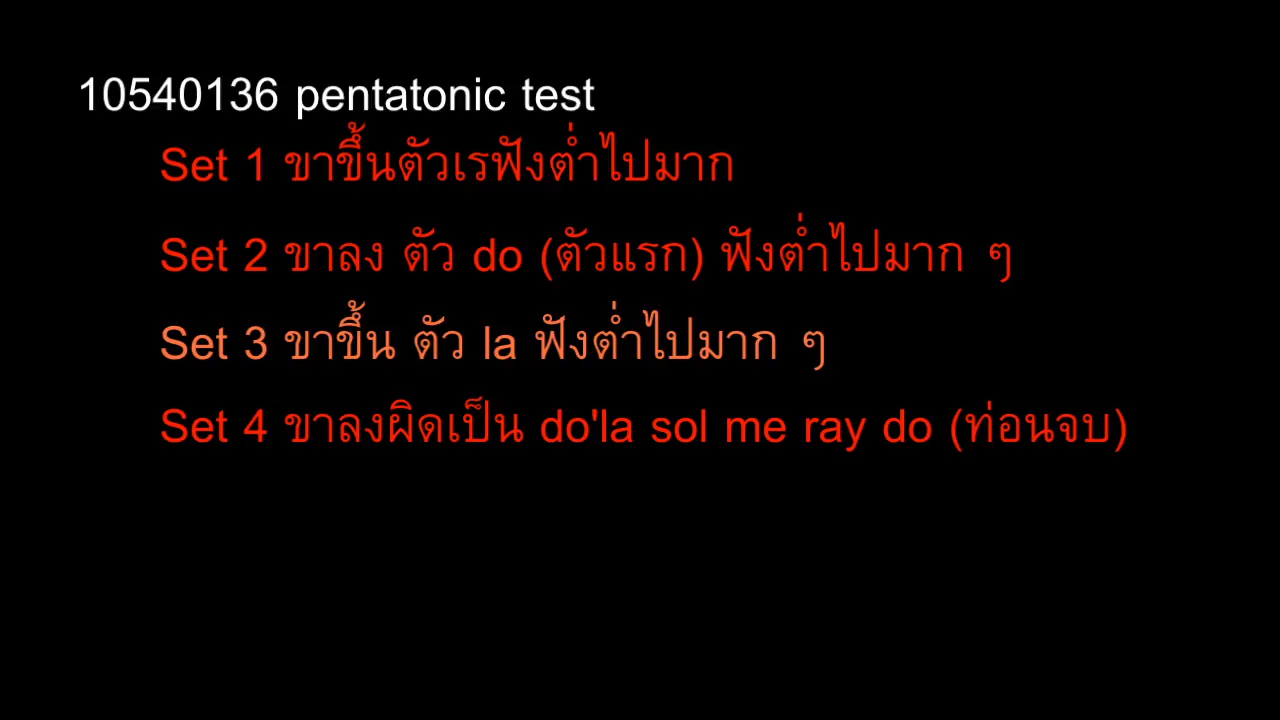 10540136 pentatonic test
Set 1 ขาขึ้นตัวเรฟังต่ำไปมาก
Set 2 ขาลง ตัว do (ตัวแรก) ฟังต่ำไปมาก ๆ
Set 3 ขาขึ้น ตัว la ฟังต่ำไปมาก ๆ
Set 4 ขาลงผิดเป็น do'la sol me ray do (ท่อนจบ)